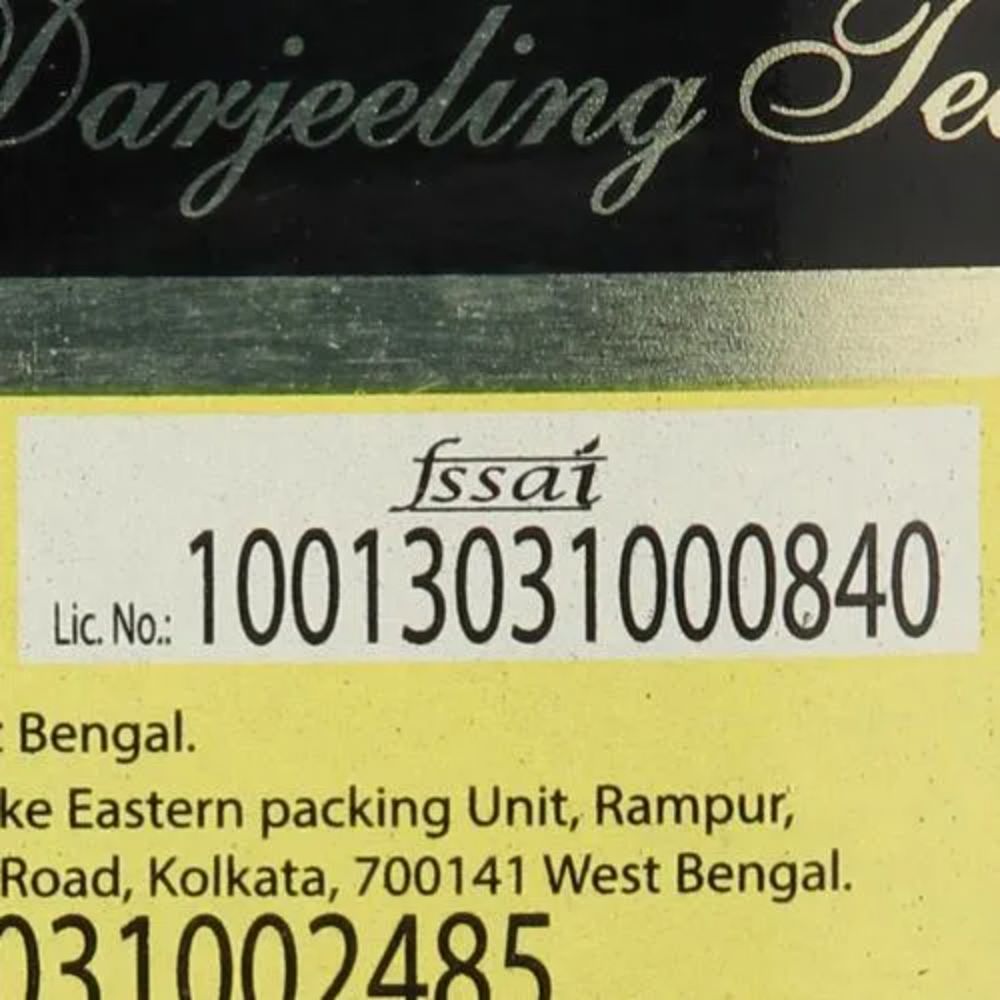 Darjeeling Tea
fssai
Lic. No.: 10013031000840
t Bengal.
ke Eastern packing Unit, Rampur,
Road, Kolkata, 700141 West Bengal.
031002485